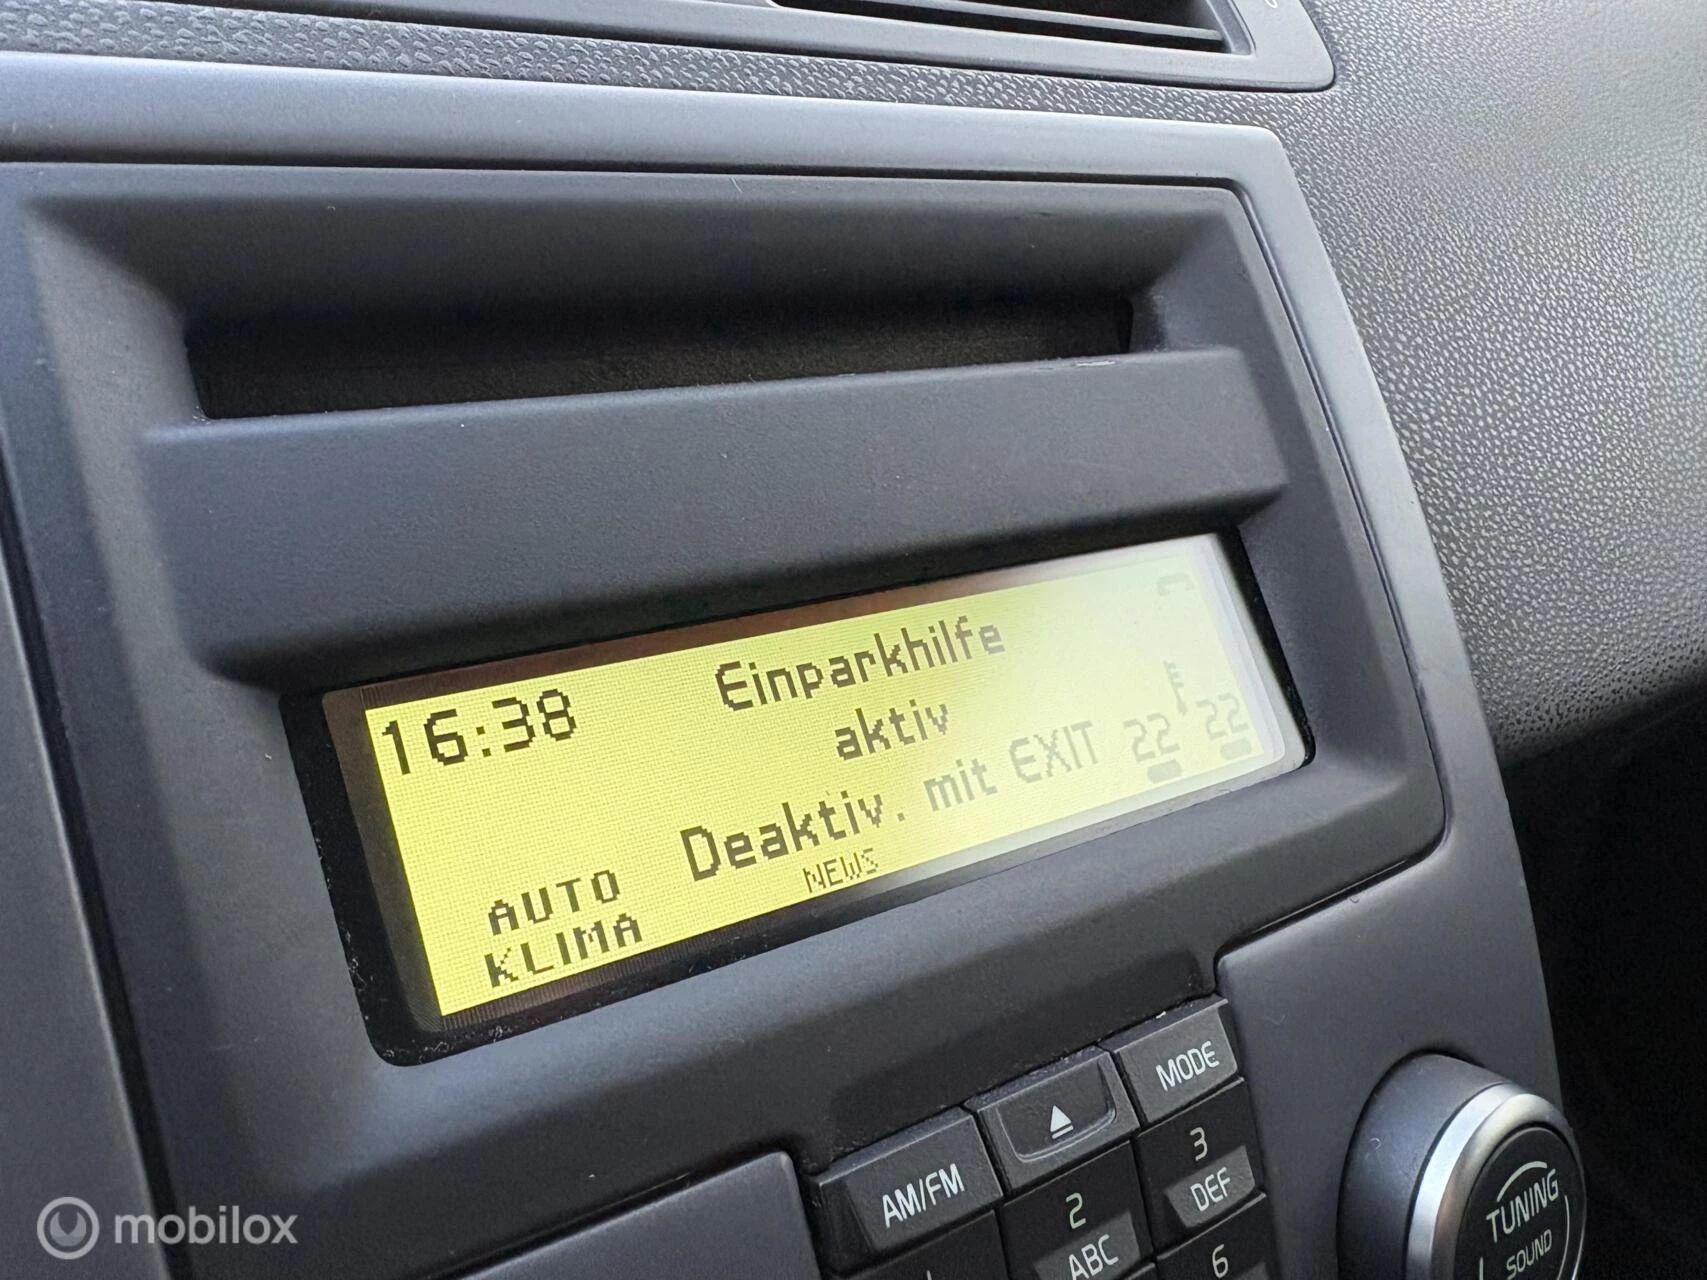 16:38
Einparkhilfe
aktiv
Deaktiv. mit EXIT
22 22
AUTO
KLIMA
NEWS
MODE
AM/FM
2
ABC
3
DEF
6
TUNING
SOUND
mobilox